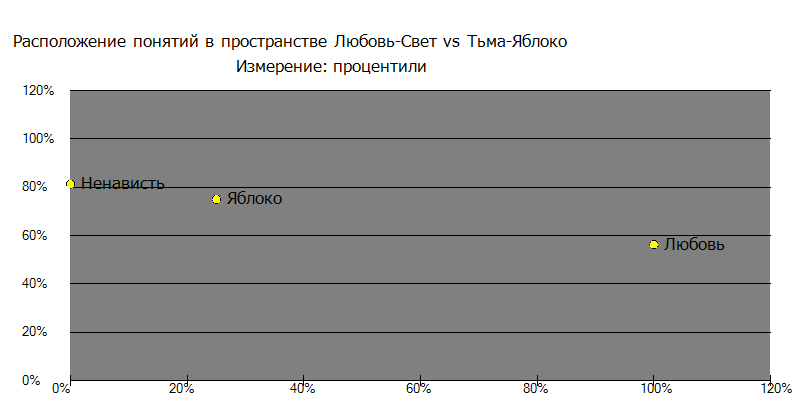 Расположение понятий в пространстве Любовь-Свет vs Тьма-Яблоко
Измерение: процентили
120%
100%
80%
Ненависть
Яблоко
60%
Любовь
40%
20%
0%
0% 20% 40% 60% 80% 100% 120%